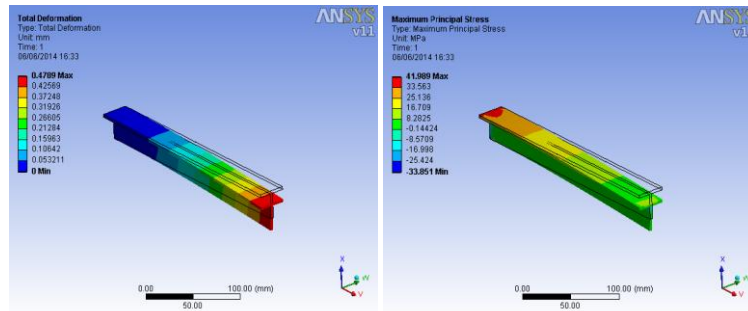 Total Deformation
Type: Total Deformation
Unit: mm
Time: 1
06/06/2014 16:33
0.4789 Max
0.42569
0.37248
0.31926
0.26605
0.21284
0.15963
0.10642
0.053211
0 Min
ANSYS
v11
0.00
100.00 (mm)
50.00
X
Y
Maximum Principal Stress
Type: Maximum Principal Stress
Unit: MPa
Time: 1
06/06/2014 16:33
41.989 Max
33.563
25.136
16.709
8.2825
-0.14424
-8.5709
-16.998
-25.424
-33.851 Min
ANSYS
v11
0.00
100.00 (mm)
50.00
X
Y